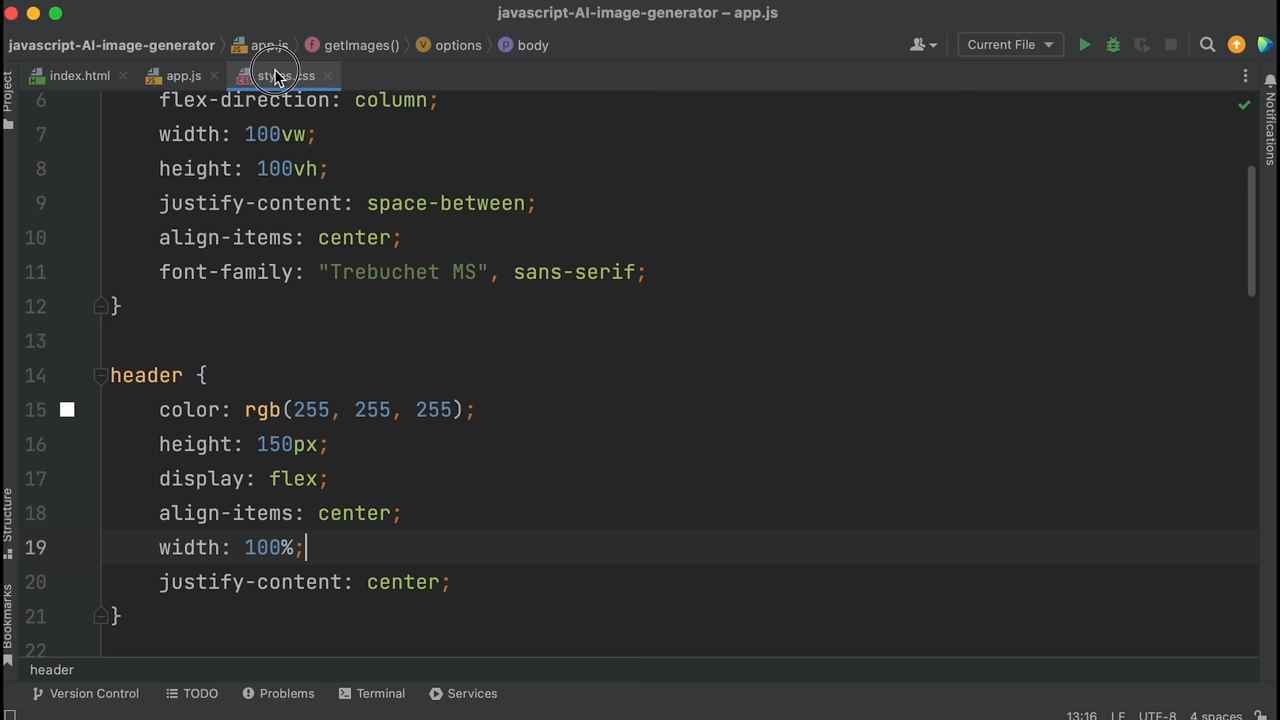 javascript-AI-image-generator – app.js
javascript-AI-image-generator app.js getImages() options body Current File
index.html app.js styles.css
Project
Notifications
6 flex-direction: column;
7 width: 100vw;
8 height: 100vh;
9 justify-content: space-between;
10 align-items: center;
11 font-family: "Trebuchet MS", sans-serif;
12 }
13
14 header {
15 color: rgb(255, 255, 255);
16 height: 150px;
17 display: flex;
18 align-items: center;
19 width: 100%;
20 justify-content: center;
21 }
22
Structure
Bookmarks
header
Version Control TODO Problems Terminal Services
13:16 LF UTF-8 4 spaces